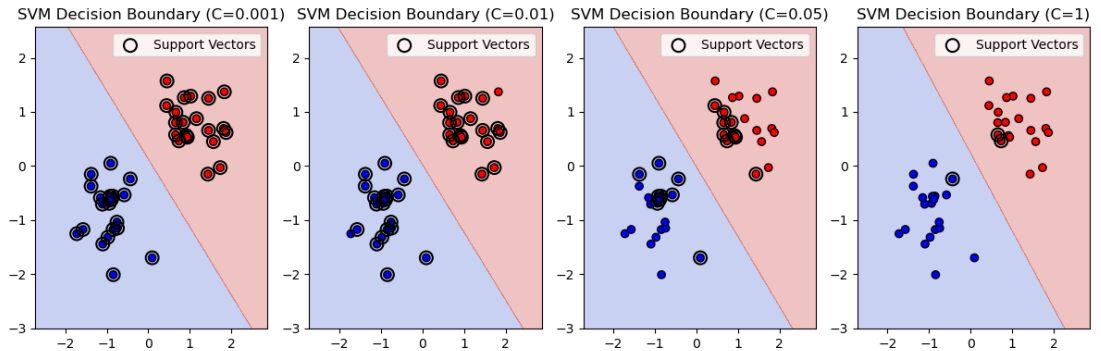 SVM Decision Boundary (C=0.001)
SVM Decision Boundary (C=0.01)
SVM Decision Boundary (C=0.05)
SVM Decision Boundary (C=1)
Support Vectors
Support Vectors
Support Vectors
Support Vectors
2
1
0
−1
−2
−3
−2 −1 0 1 2
2
1
0
−1
−2
−3
−2 −1 0 1 2
2
1
0
−1
−2
−3
−2 −1 0 1 2
2
1
0
−1
−2
−3
−2 −1 0 1 2